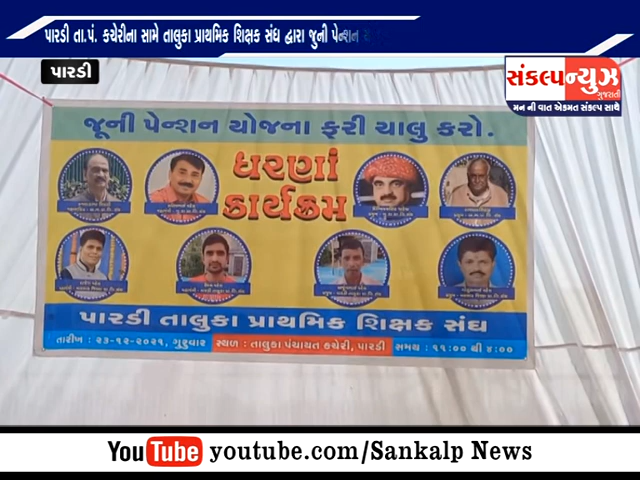 પારડી તા.પં. કચેરીના સામે તાલુકા પ્રાથમિક શિક્ષક સંઘ દ્વારા જુની પેન્શન
પારડી
સંકલ્પન્યુઝ
ગુજરાતી
મન ની વાત એકમત સંકલ્પ સાથે
જૂની પેન્શન યોજના ફરી ચાલુ કરો.
ધરણાં
કાર્યક્રમ
પારડી તાલુકા પ્રાથમિક શિક્ષક સંઘ
તારીખ : ૨૩-૧૨-૨૦૨૧, ગુરૂવાર સ્થળ : તાલુકા પંચાયત કચેરી, પારડી સમય : ૧૧:૦૦ થી ૪:૦૦
YouTube youtube.com/Sankalp News